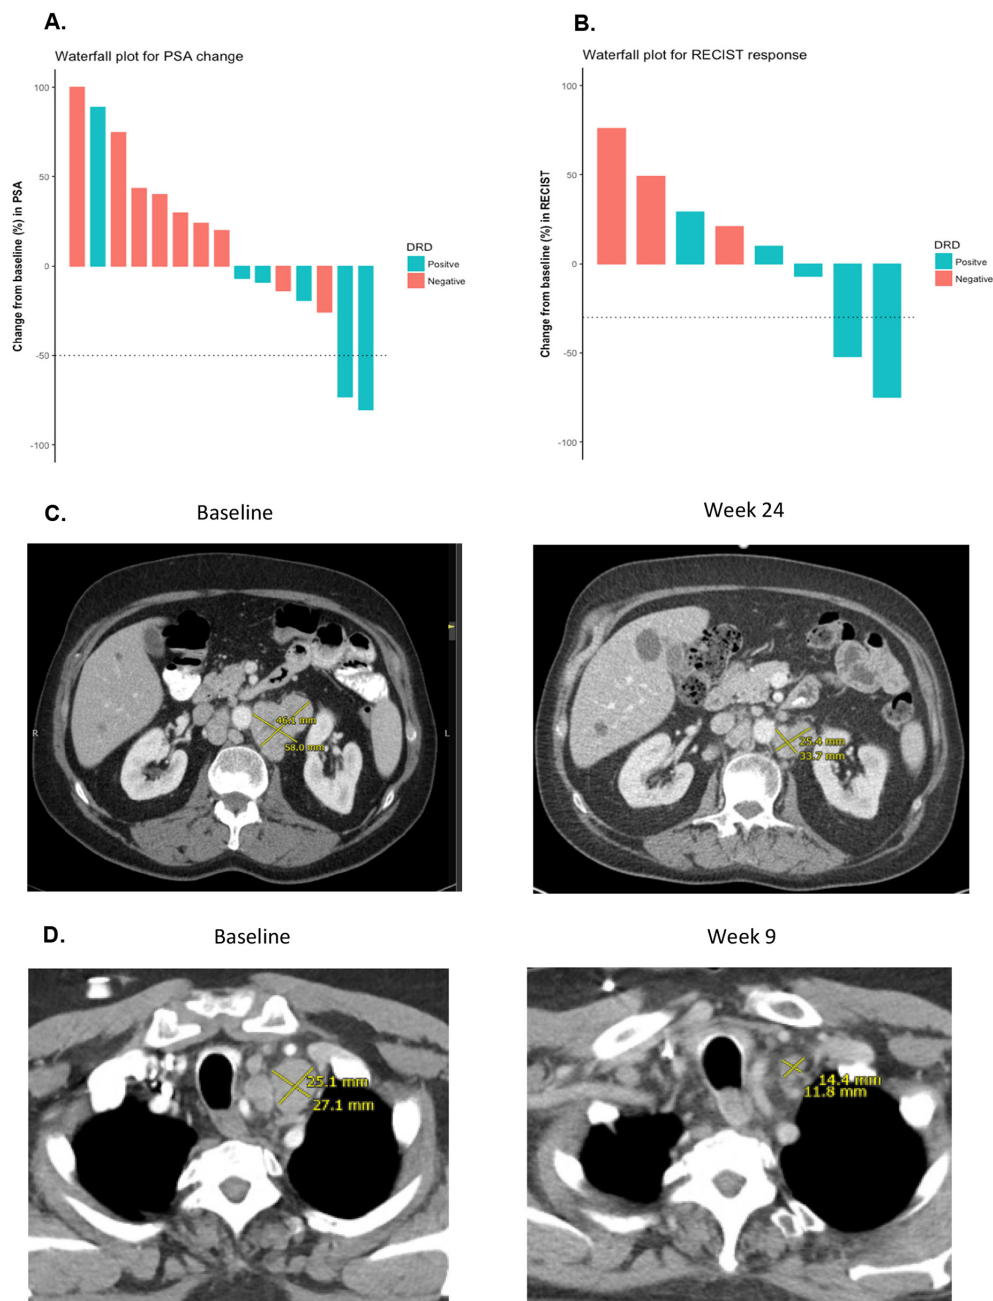 A.
Waterfall plot for PSA change
100
50
0
-50
-100
Change from baseline (%) in PSA
DRD
Positve
Negative
B.
Waterfall plot for RECIST response
100
50
0
-50
-100
Change from baseline (%) in RECIST
DRD
Positve
Negative
C.
Baseline
Week 24
R
46.1 mm
58.0 mm
L
25.4 mm
33.7 mm
D.
Baseline
Week 9
25.1 mm
27.1 mm
14.4 mm
11.8 mm